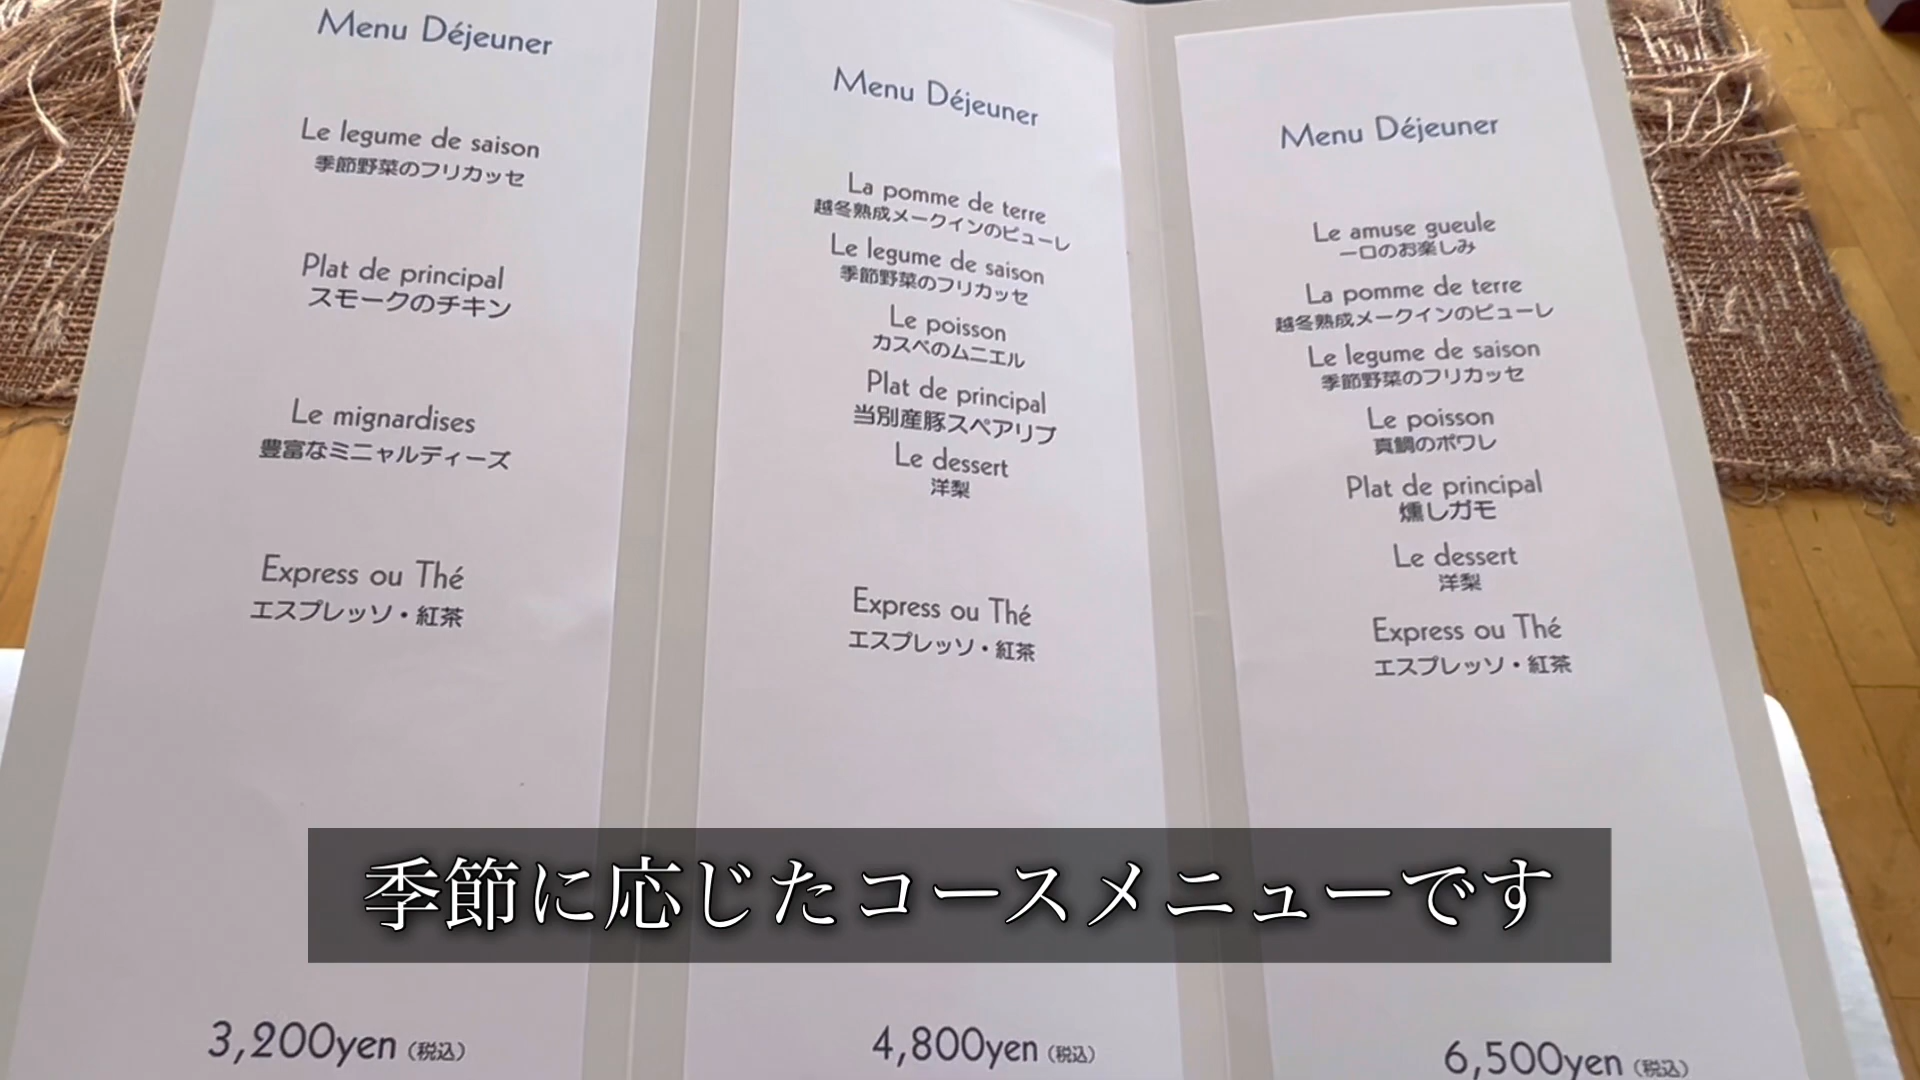 Menu Déjeuner
Le legume de saison
季節野菜のフリカッセ
Plat de principal
スモークのチキン
Le mignardises
豊富なミニャルディーズ
Express ou Thé
エスプレッソ・紅茶
3,200yen (税込)
Menu Déjeuner
La pomme de terre
越冬熟成メークインのピューレ
Le legume de saison
季節野菜のフリカッセ
Le poisson
カスベのムニエル
Plat de principal
当別産豚スペアリブ
Le dessert
洋梨
Express ou Thé
エスプレッソ・紅茶
4,800yen (税込)
Menu Déjeuner
Le amuse gueule
一口のお楽しみ
La pomme de terre
越冬熟成メークインのピューレ
Le legume de saison
季節野菜のフリカッセ
Le poisson
真鯛のポワレ
Plat de principal
燻しガモ
Le dessert
洋梨
Express ou Thé
エスプレッソ・紅茶
6,500yen (税込)
季節に応じたコースメニューです